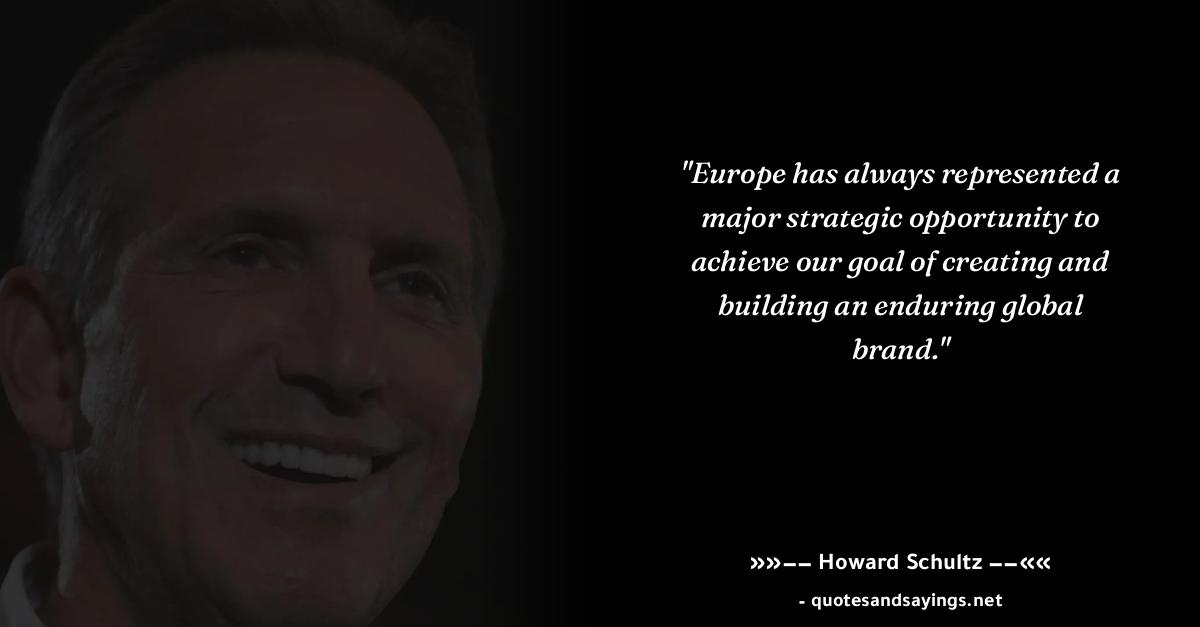 "Europe has always represented a
major strategic opportunity to
achieve our goal of creating and
building an enduring global
brand."
»»–– Howard Schultz ––««
- quotesandsayings.net